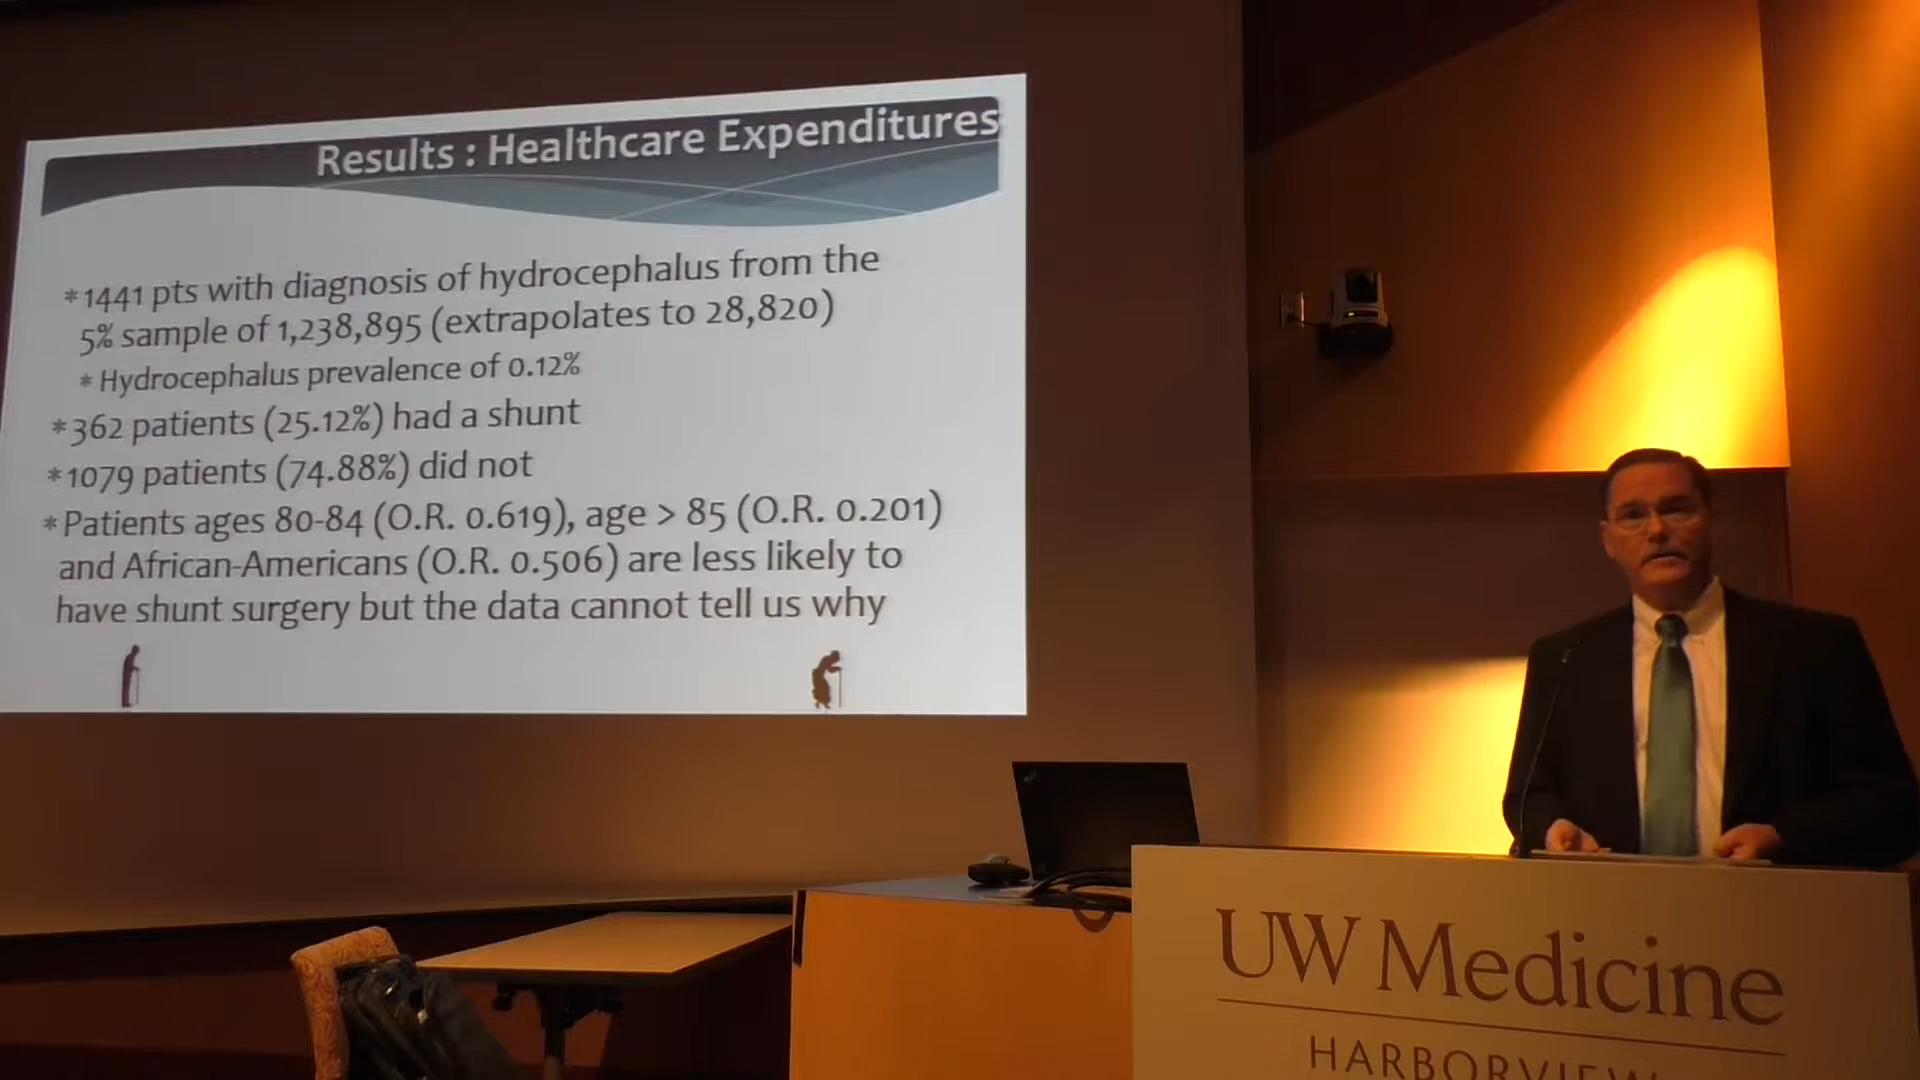 Results : Healthcare Expenditures
*1441 pts with diagnosis of hydrocephalus from the
5% sample of 1,238,895 (extrapolates to 28,820)
* Hydrocephalus prevalence of 0.12%
*362 patients (25.12%) had a shunt
*1079 patients (74.88%) did not
*Patients ages 80-84 (O.R. 0.619), age > 85 (O.R. 0.201)
and African-Americans (O.R. 0.506) are less likely to
have shunt surgery but the data cannot tell us why
UW Medicine
HARBORVIEW